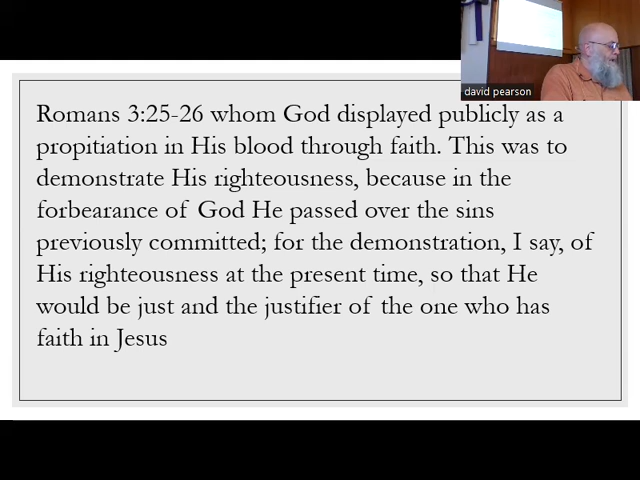 david pearson
Romans 3:25-26 whom God displayed publicly as a
propitiation in His blood through faith. This was to
demonstrate His righteousness, because in the
forbearance of God He passed over the sins
previously committed; for the demonstration, I say, of
His righteousness at the present time, so that He
would be just and the justifier of the one who has
faith in Jesus